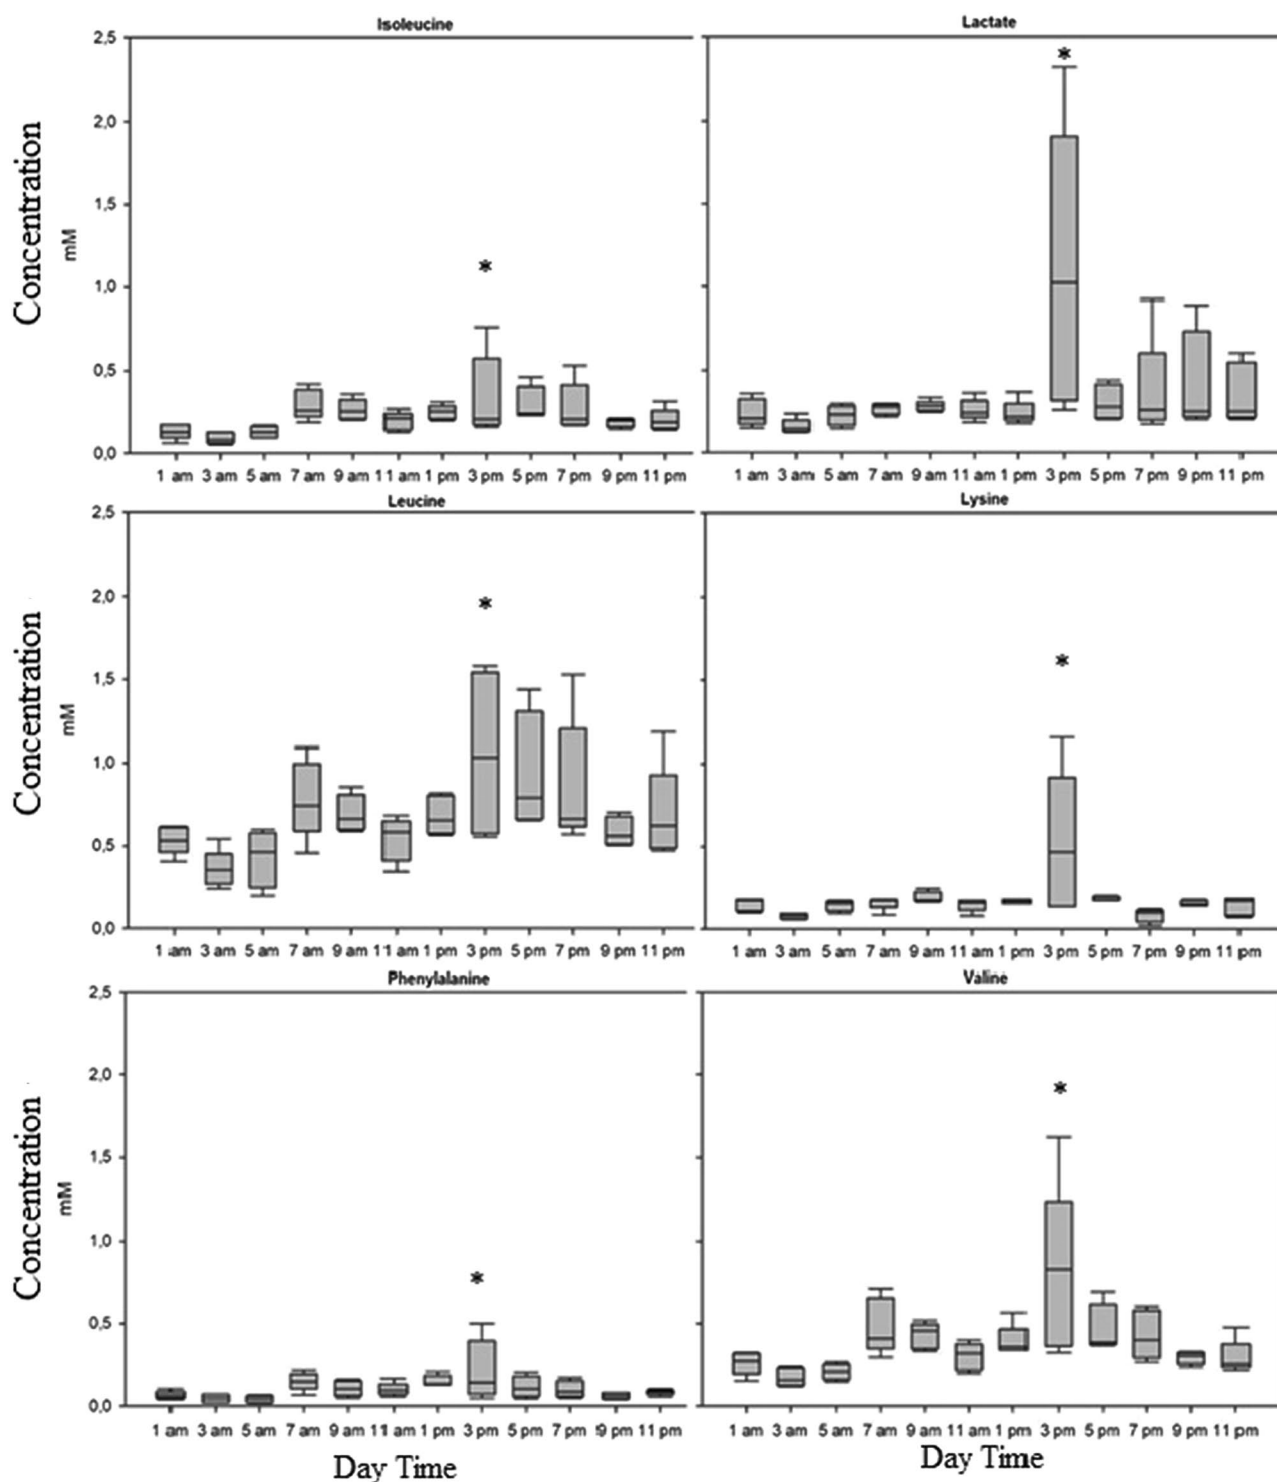 Isoleucine
Lactate
2,5
2,0
1,5
1,0
0,5
0,0
Concentration
mM
*
*
1 am 3 am 5 am 7 am 9 am 11 am 1 pm 3 pm 5 pm 7 pm 9 pm 11 pm
1 am 3 am 5 am 7 am 9 am 11 am 1 pm 3 pm 5 pm 7 pm 9 pm 11 pm
Leucine
Lysine
2,5
2,0
1,5
1,0
0,5
0,0
Concentration
mM
*
*
1 am 3 am 5 am 7 am 9 am 11 am 1 pm 3 pm 5 pm 7 pm 9 pm 11 pm
1 am 3 am 5 am 7 am 9 am 11 am 1 pm 3 pm 5 pm 7 pm 9 pm 11 pm
Phenylalanine
Valine
2,5
2,0
1,5
1,0
0,5
0,0
Concentration
mM
*
*
1 am 3 am 5 am 7 am 9 am 11 am 1 pm 3 pm 5 pm 7 pm 9 pm 11 pm
1 am 3 am 5 am 7 am 9 am 11 am 1 pm 3 pm 5 pm 7 pm 9 pm 11 pm
Day Time
Day Time